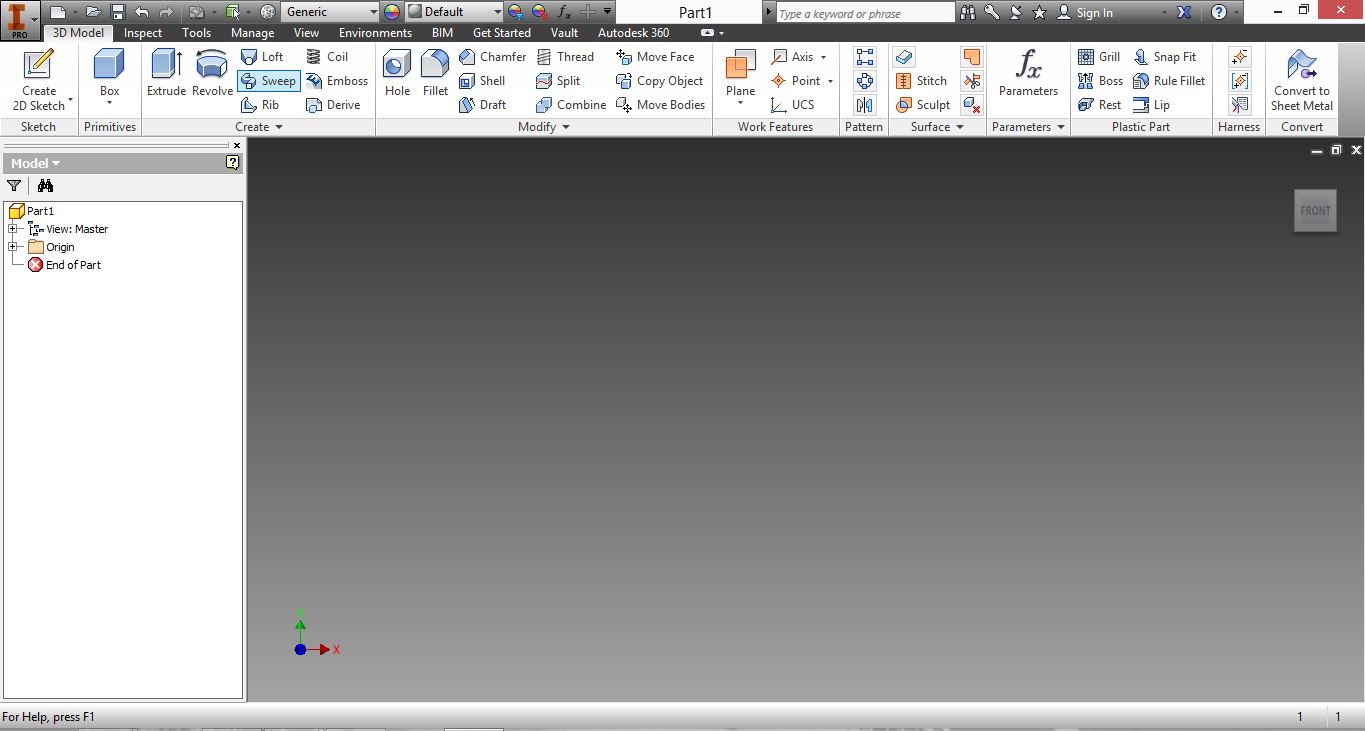 PRO
Generic
Default
fx
Part1
Type a keyword or phrase
Sign In
3D Model Inspect Tools Manage View Environments BIM Get Started Vault Autodesk 360
Create
2D Sketch
Sketch
Box
Primitives
Extrude
Revolve
Loft
Sweep
Rib
Coil
Emboss
Derive
Create
Hole
Fillet
Chamfer
Shell
Draft
Thread
Split
Combine
Move Face
Copy Object
Move Bodies
Modify
Plane
Axis
Point
UCS
Work Features
Pattern
Stitch
Sculpt
Surface
fx
Parameters
Parameters
Grill
Boss
Rest
Snap Fit
Rule Fillet
Lip
Plastic Part
Harness
Convert to
Sheet Metal
Convert
Model
Part1
View: Master
Origin
End of Part
FRONT
X
For Help, press F1
1 1